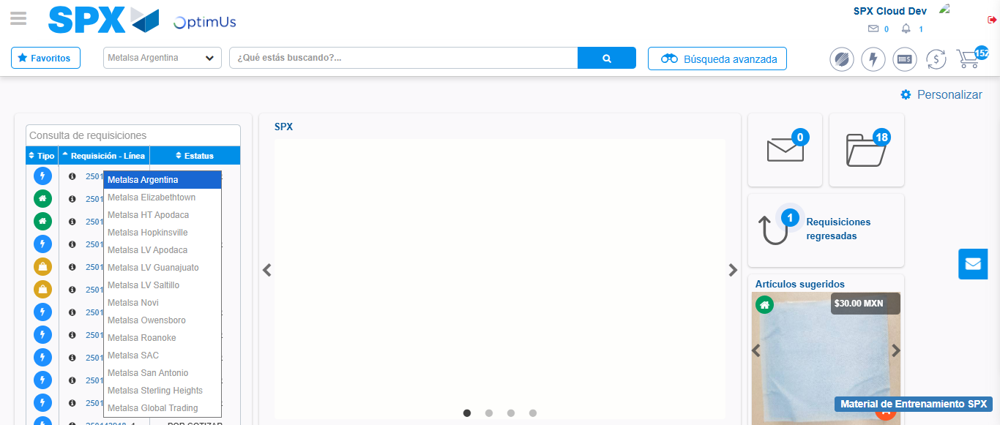 SPX OptimUs
SPX Cloud Dev
0 1
Favoritos
Metalsa Argentina
¿Qué estás buscando?...
Búsqueda avanzada
$
152
Personalizar
Consulta de requisiciones
Tipo Requisición - Línea Estatus
2501
Metalsa Argentina
Metalsa Elizabethtown
2501
Metalsa HT Apodaca
2501
Metalsa Hopkinsville
2501
Metalsa LV Apodaca
2501
Metalsa LV Guanajuato
2501
Metalsa LV Saltillo
2501
Metalsa Novi
2501
Metalsa Owensboro
2501
Metalsa Roanoke
2501
Metalsa SAC
2501
Metalsa San Antonio
2501
Metalsa Sterling Heights
Metalsa Global Trading
SPX
0
18
1
Requisiciones
regresadas
Artículos sugeridos
$30.00 MXN
Material de Entrenamiento SPX